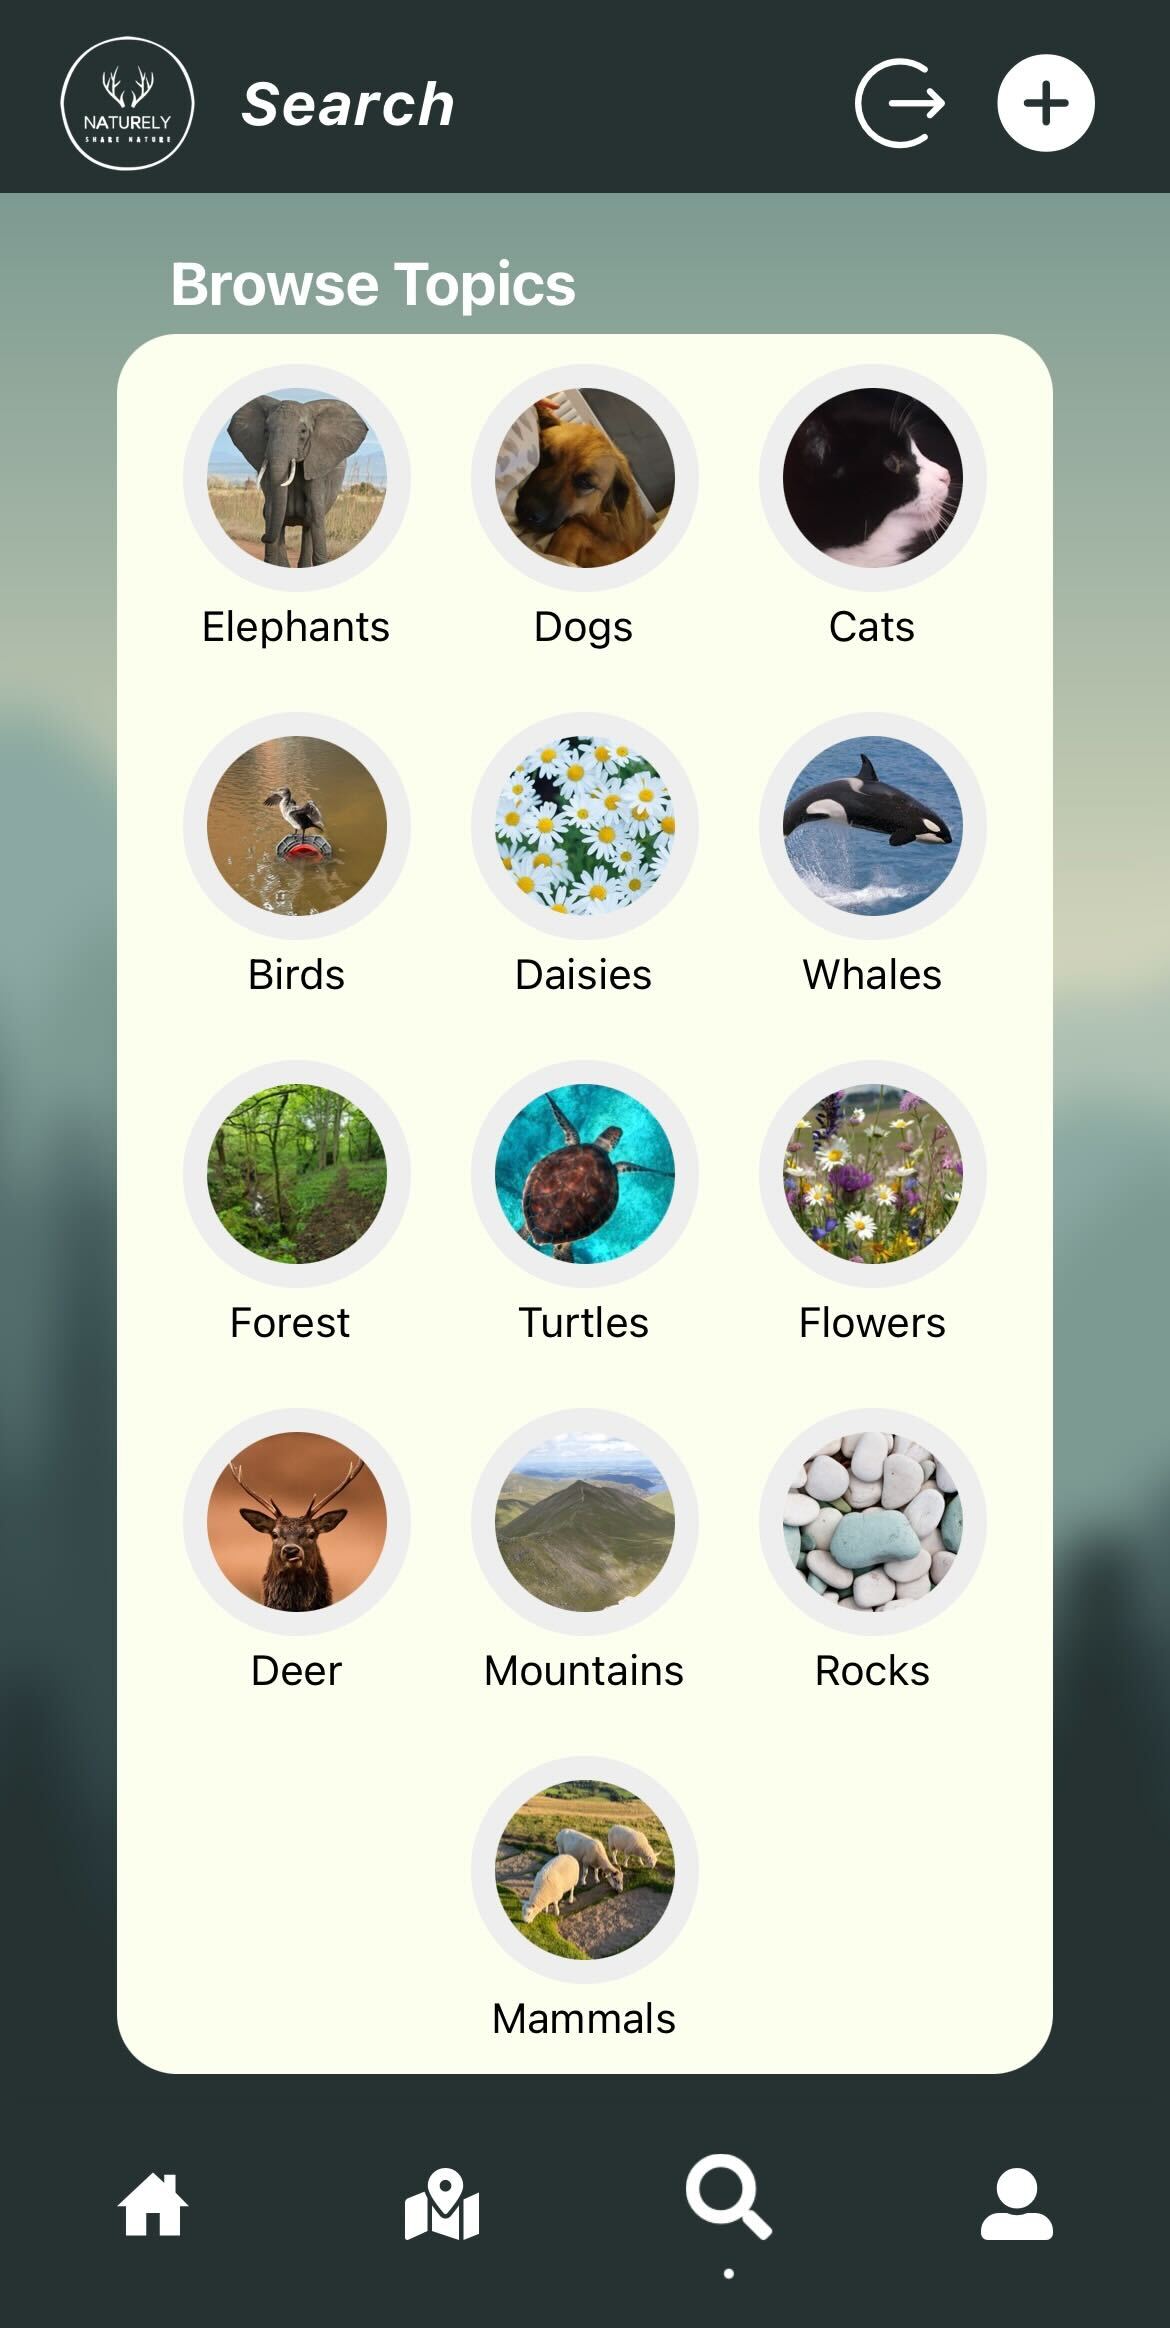 NATURELY
SHARE NATURE
Search
Browse Topics
Elephants
Dogs
Cats
Birds
Daisies
Whales
Forest
Turtles
Flowers
Deer
Mountains
Rocks
Mammals